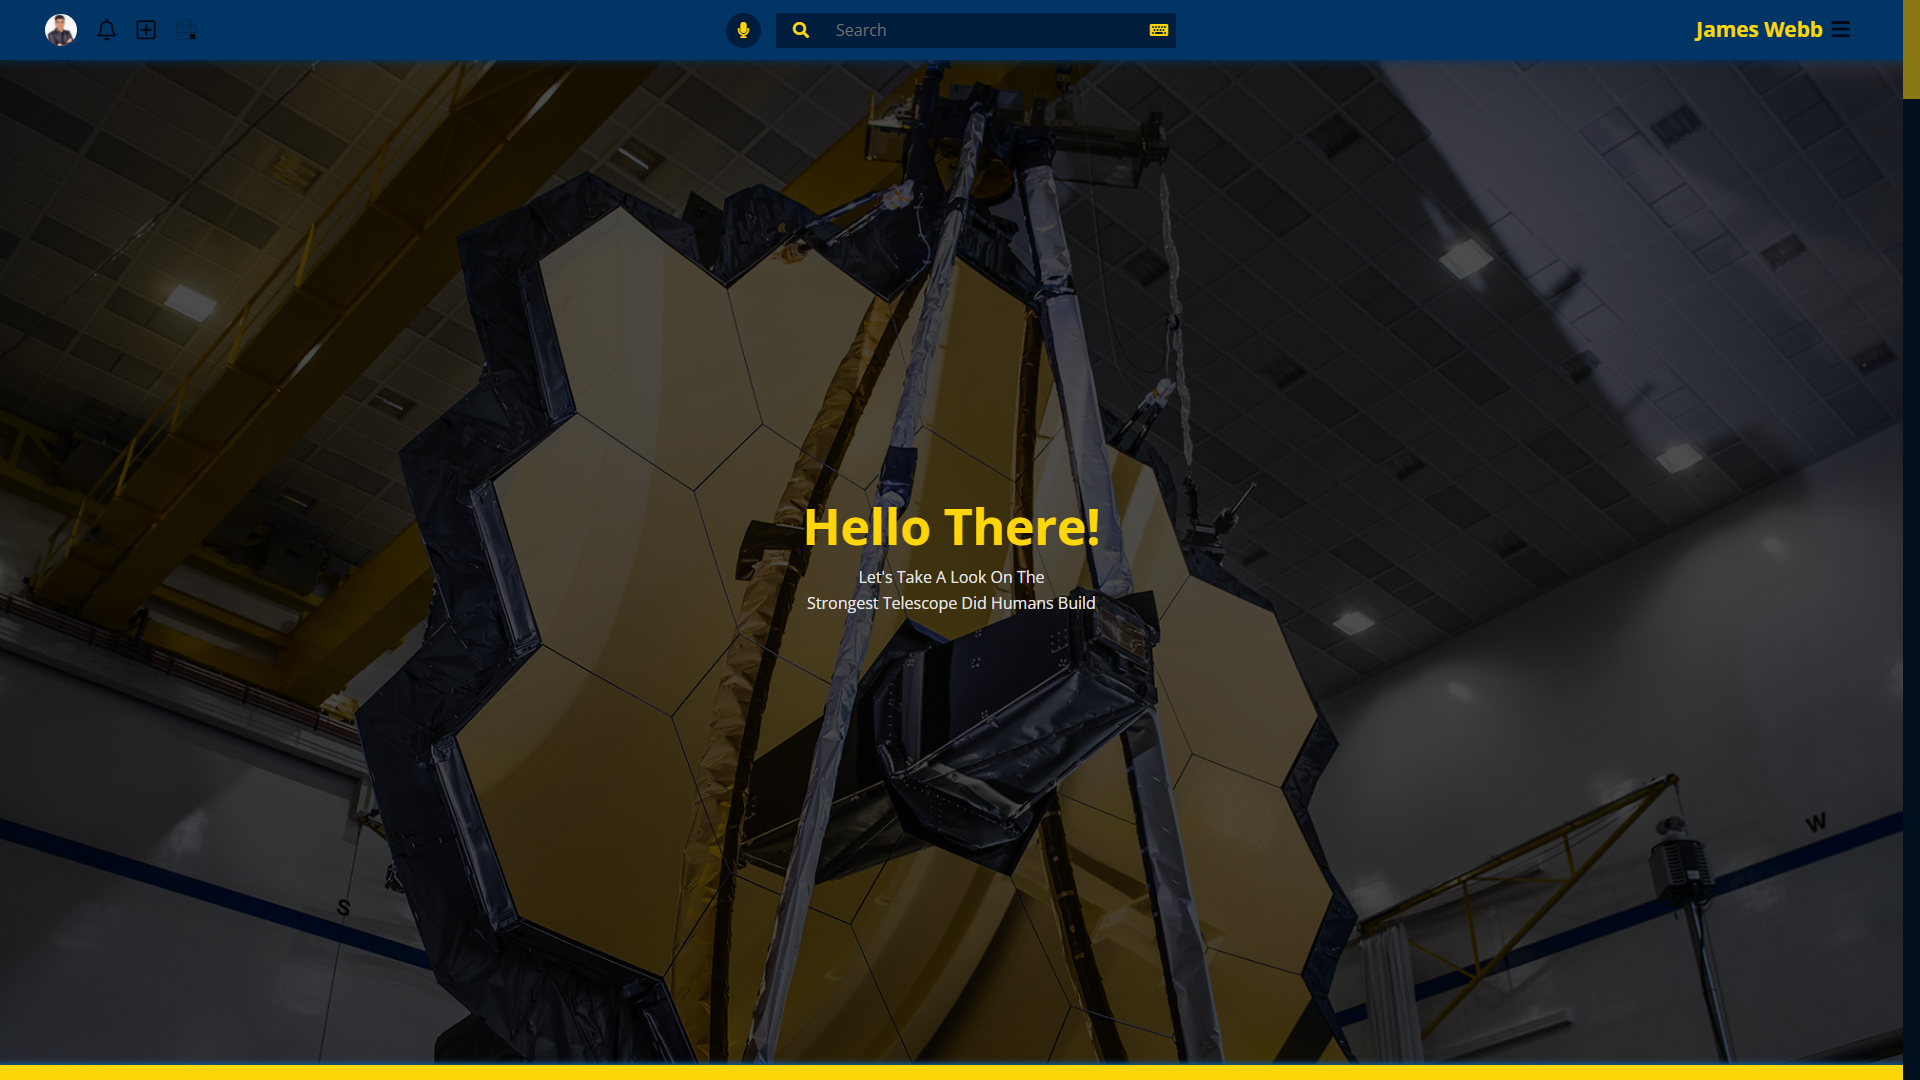 Search
James Webb
Hello There!
Let's Take A Look On The
Strongest Telescope Did Humans Build
S
W